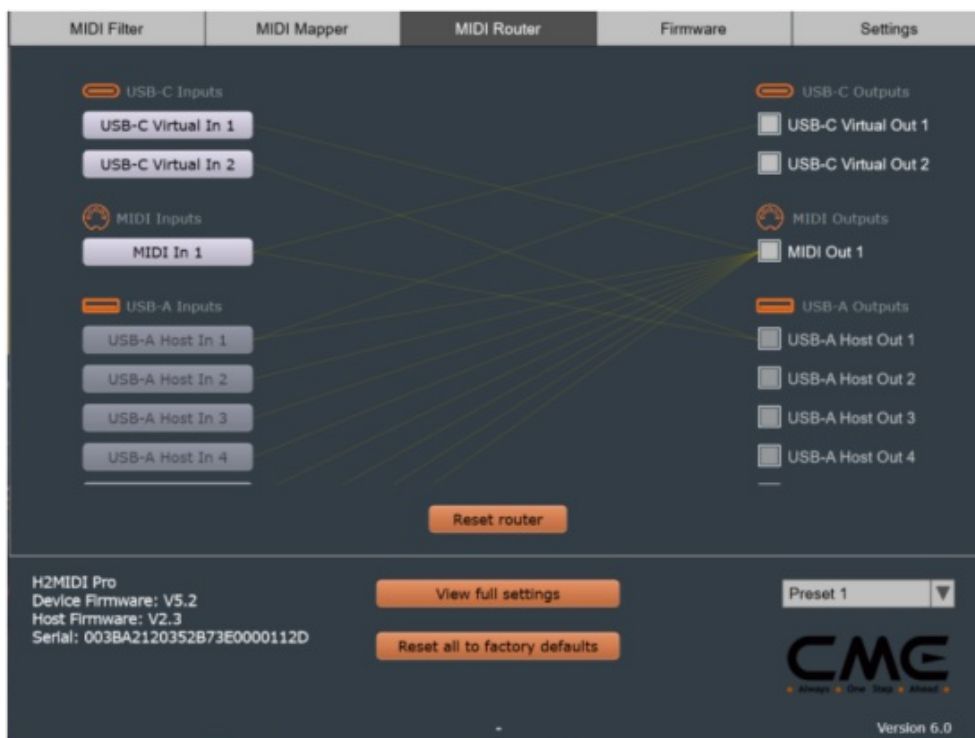 MIDI Filter
MIDI Mapper
MIDI Router
Firmware
Settings
USB-C Inputs
USB-C Outputs
USB-C Virtual In 1
USB-C Virtual Out 1
USB-C Virtual In 2
USB-C Virtual Out 2
MIDI Inputs
MIDI Outputs
MIDI In 1
MIDI Out 1
USB-A Inputs
USB-A Outputs
USB-A Host In 1
USB-A Host Out 1
USB-A Host In 2
USB-A Host Out 2
USB-A Host In 3
USB-A Host Out 3
USB-A Host In 4
USB-A Host Out 4
Reset router
H2MIDI Pro
Device Firmware: V5.2
Host Firmware: V2.3
Serial: 003BA2120352B73E0000112D
View full settings
Reset all to factory defaults
Preset 1
CME
Always One Step Ahead
-
Version 6.0